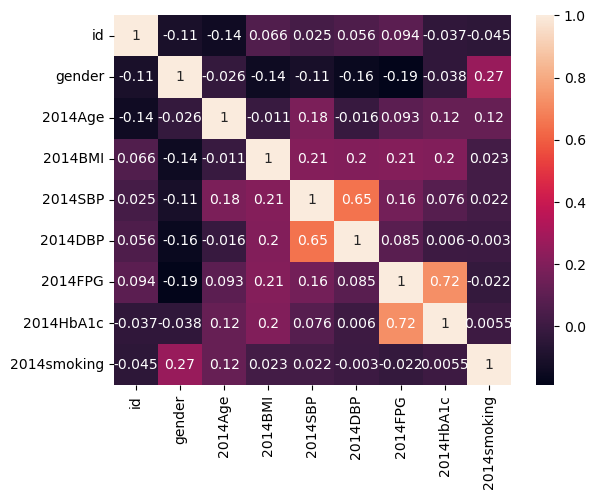 id 1 -0.11 -0.14 0.066 0.025 0.056 0.094 -0.037 -0.045
gender -0.11 1 -0.026 -0.14 -0.11 -0.16 -0.19 -0.038 0.27
2014Age -0.14 -0.026 1 -0.011 0.18 -0.016 0.093 0.12 0.12
2014BMI 0.066 -0.14 -0.011 1 0.21 0.2 0.21 0.2 0.023
2014SBP 0.025 -0.11 0.18 0.21 1 0.65 0.16 0.076 0.022
2014DBP 0.056 -0.16 -0.016 0.2 0.65 1 0.085 0.006 -0.003
2014FPG 0.094 -0.19 0.093 0.21 0.16 0.085 1 0.72 -0.022
2014HbA1c -0.037 -0.038 0.12 0.2 0.076 0.006 0.72 1 0.0055
2014smoking -0.045 0.27 0.12 0.023 0.022 -0.003 -0.022 0.0055 1
id gender 2014Age 2014BMI 2014SBP 2014DBP 2014FPG 2014HbA1c 2014smoking
1.0
0.8
0.6
0.4
0.2
0.0